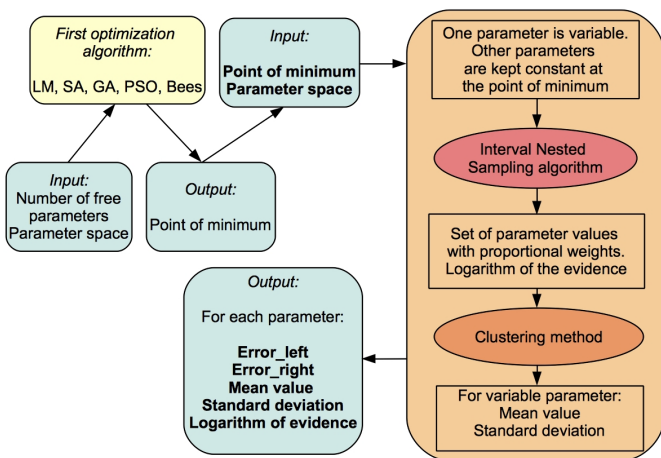 First optimization
algorithm:
LM, SA, GA, PSO, Bees
Input:
Number of free
parameters
Parameter space
Output:
Point of minimum
Input:
Point of minimum
Parameter space
One parameter is variable.
Other parameters
are kept constant at
the point of minimum
Interval Nested
Sampling algorithm
Set of parameter values
with proportional weights.
Logarithm of the evidence
Clustering method
For variable parameter:
Mean value
Standard deviation
Output:
For each parameter:
Error_left
Error_right
Mean value
Standard deviation
Logarithm of evidence